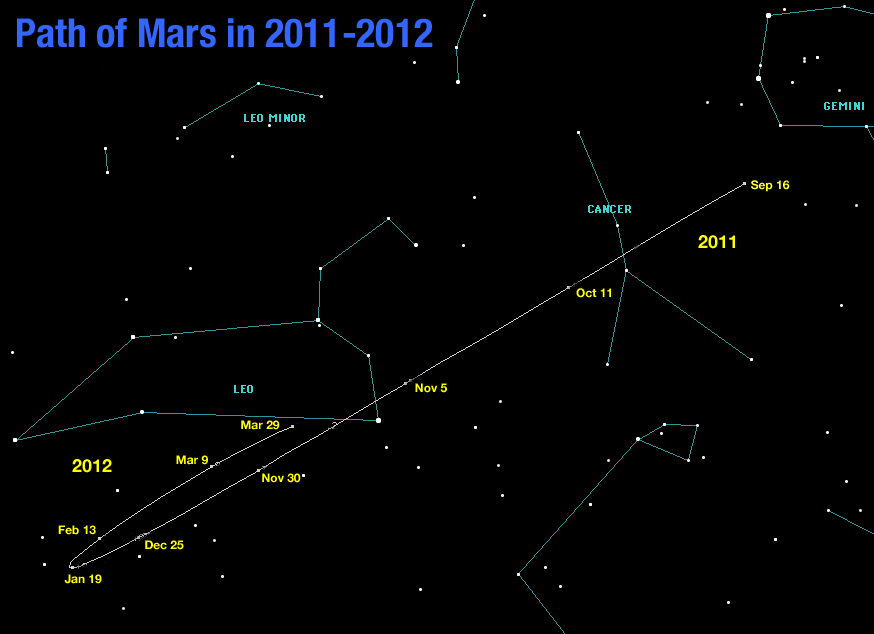 Path of Mars in 2011-2012
GEMINI
LEO MINOR
Sep 16
CANCER
2011
Oct 11
LEO
Nov 5
Mar 29
Mar 9
2012
Nov 30
Feb 13
Dec 25
Jan 19